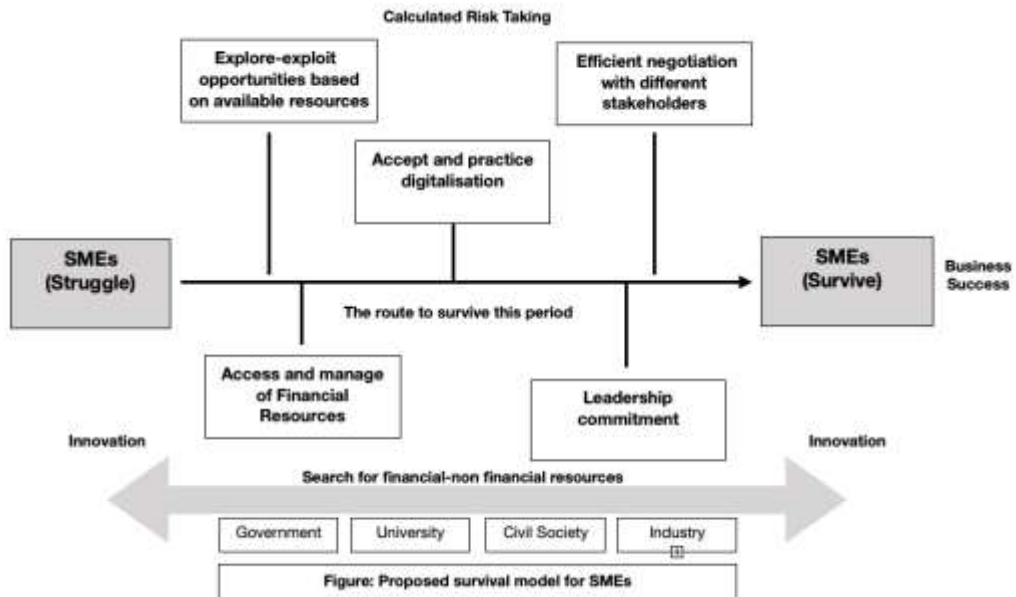 Calculated Risk Taking
Explore-exploit
opportunities based
on available resources
Efficient negotiation
with different
stakeholders
Accept and practice
digitalisation
SMEs
(Struggle)
SMEs
(Survive)
Business
Success
The route to survive this period
Access and manage
of Financial
Resources
Leadership
commitment
Innovation
Innovation
Search for financial-non financial resources
Government
University
Civil Society
Industry
Figure: Proposed survival model for SMEs